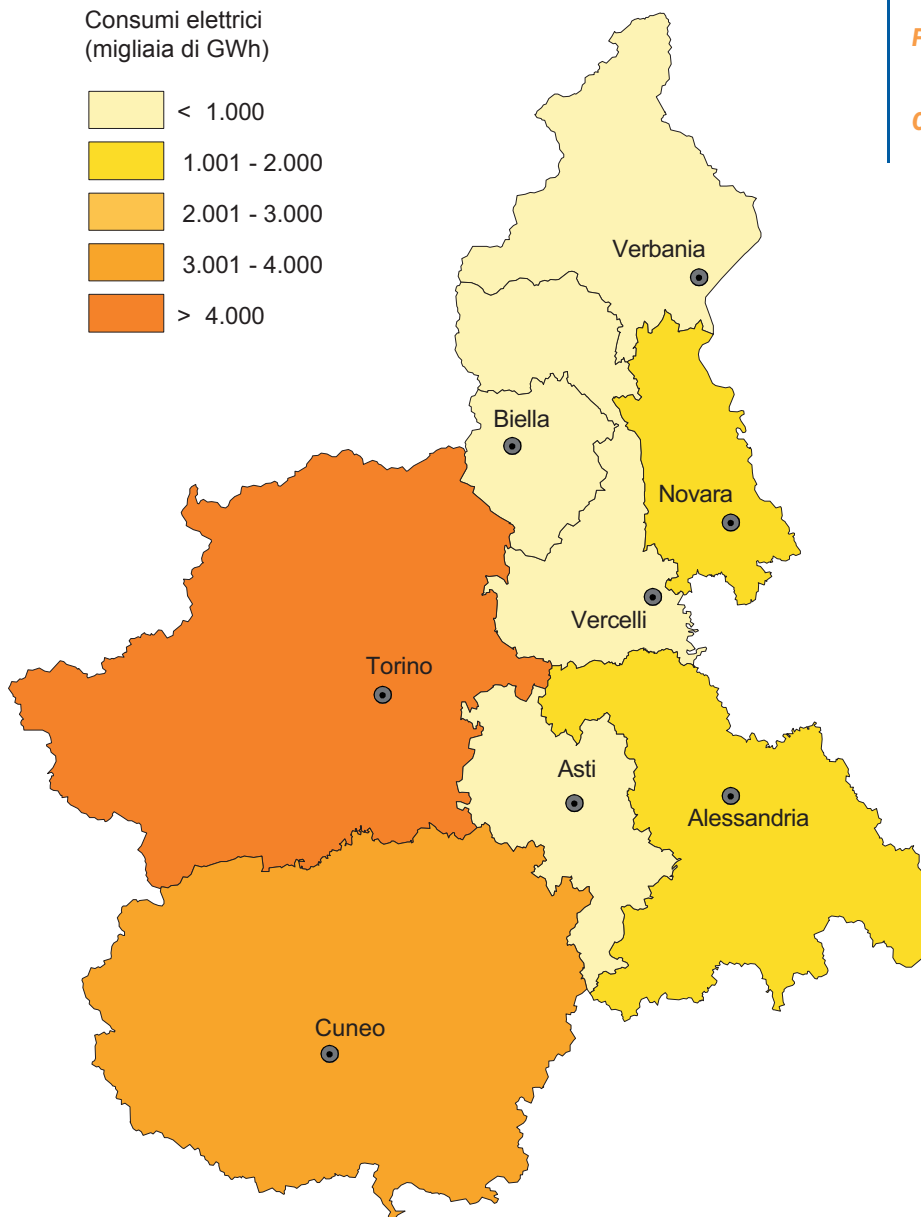 Consumi elettrici
(migliaia di GWh)
< 1.000
1.001 - 2.000
2.001 - 3.000
3.001 - 4.000
> 4.000
Verbania
Biella
Novara
Vercelli
Torino
Asti
Alessandria
Cuneo